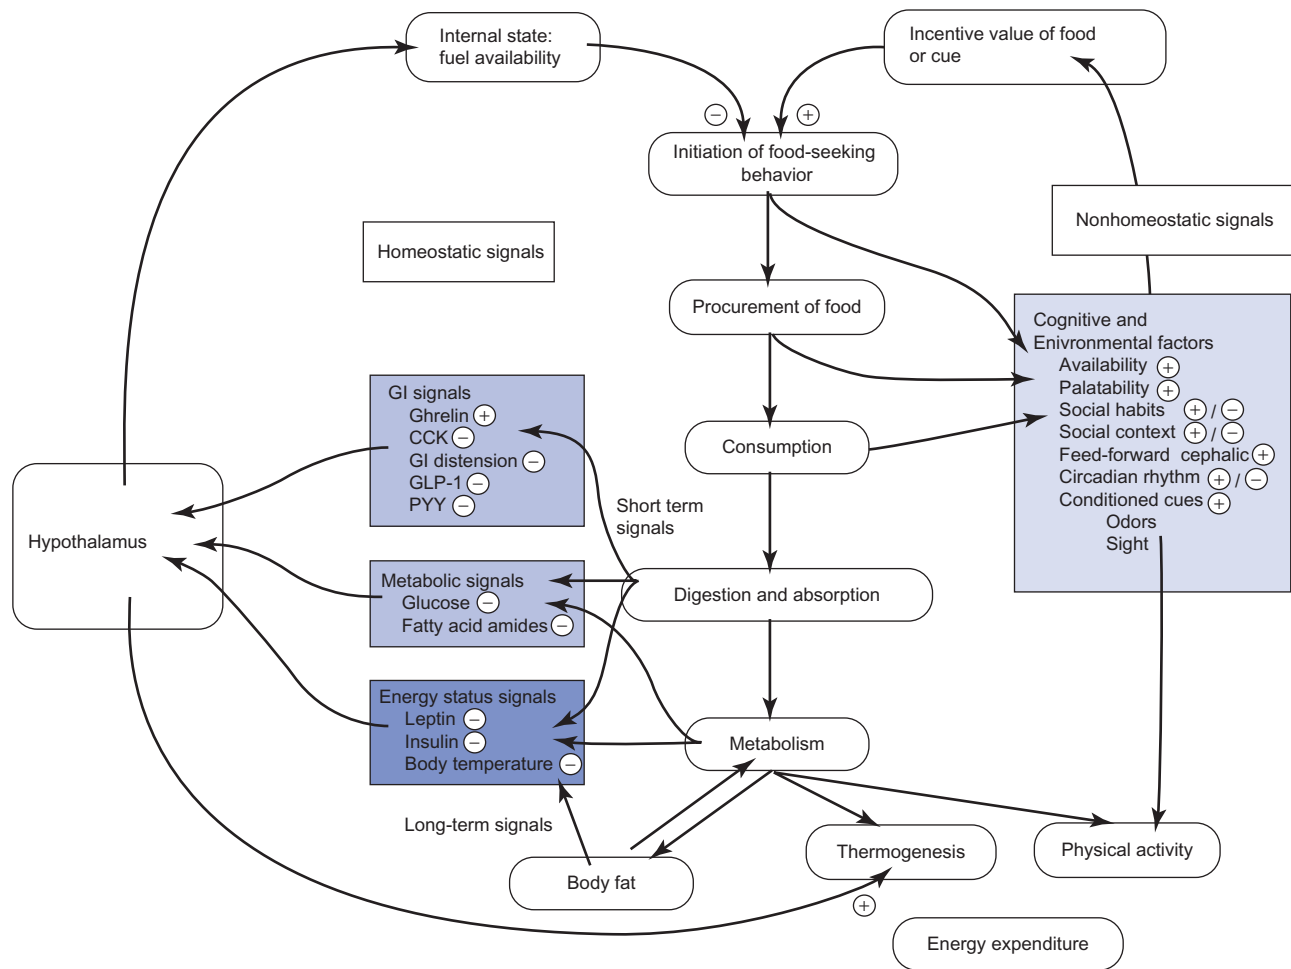 Internal state:
fuel availability
Incentive value of food
or cue
−
+
Initiation of food-seeking
behavior
Nonhomeostatic signals
Homeostatic signals
Procurement of food
Cognitive and
Enivronmental factors
Availability +
Palatability +
Social habits + / −
Social context + / −
Feed-forward cephalic +
Circadian rhythm + / −
Conditioned cues +
Odors
Sight
GI signals
Ghrelin +
CCK −
GI distension −
GLP-1 −
PYY −
Consumption
Short term
signals
Hypothalamus
Metabolic signals
Glucose −
Fatty acid amides −
Digestion and absorption
Energy status signals
Leptin −
Insulin −
Body temperature −
Metabolism
Long-term signals
Body fat
Thermogenesis
+
Physical activity
Energy expenditure